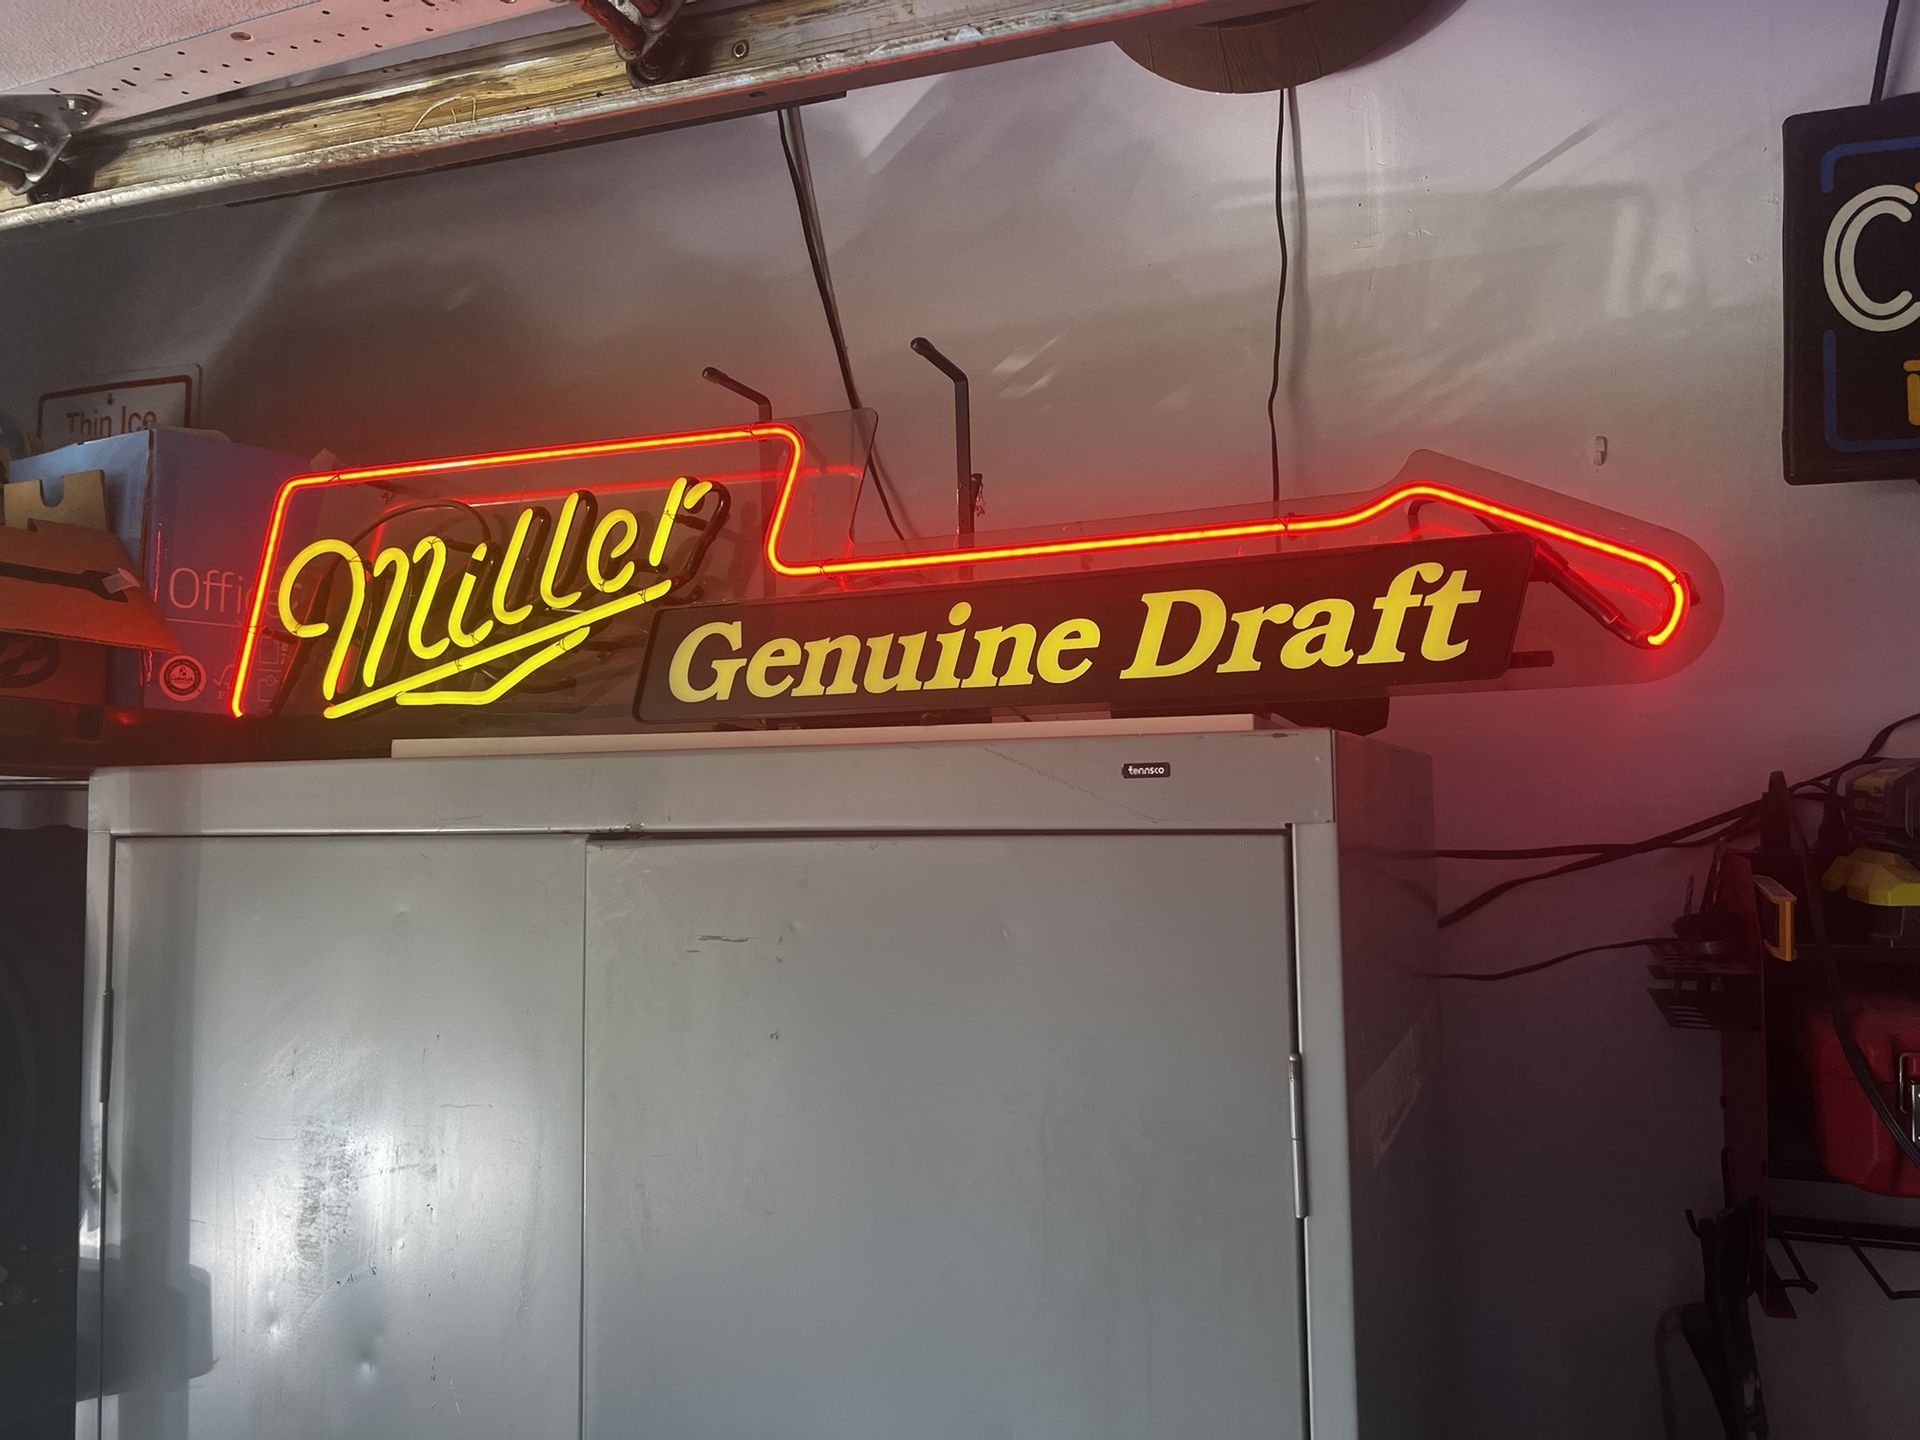 Thin Ice
Office
Miller
Genuine Draft
tennsco